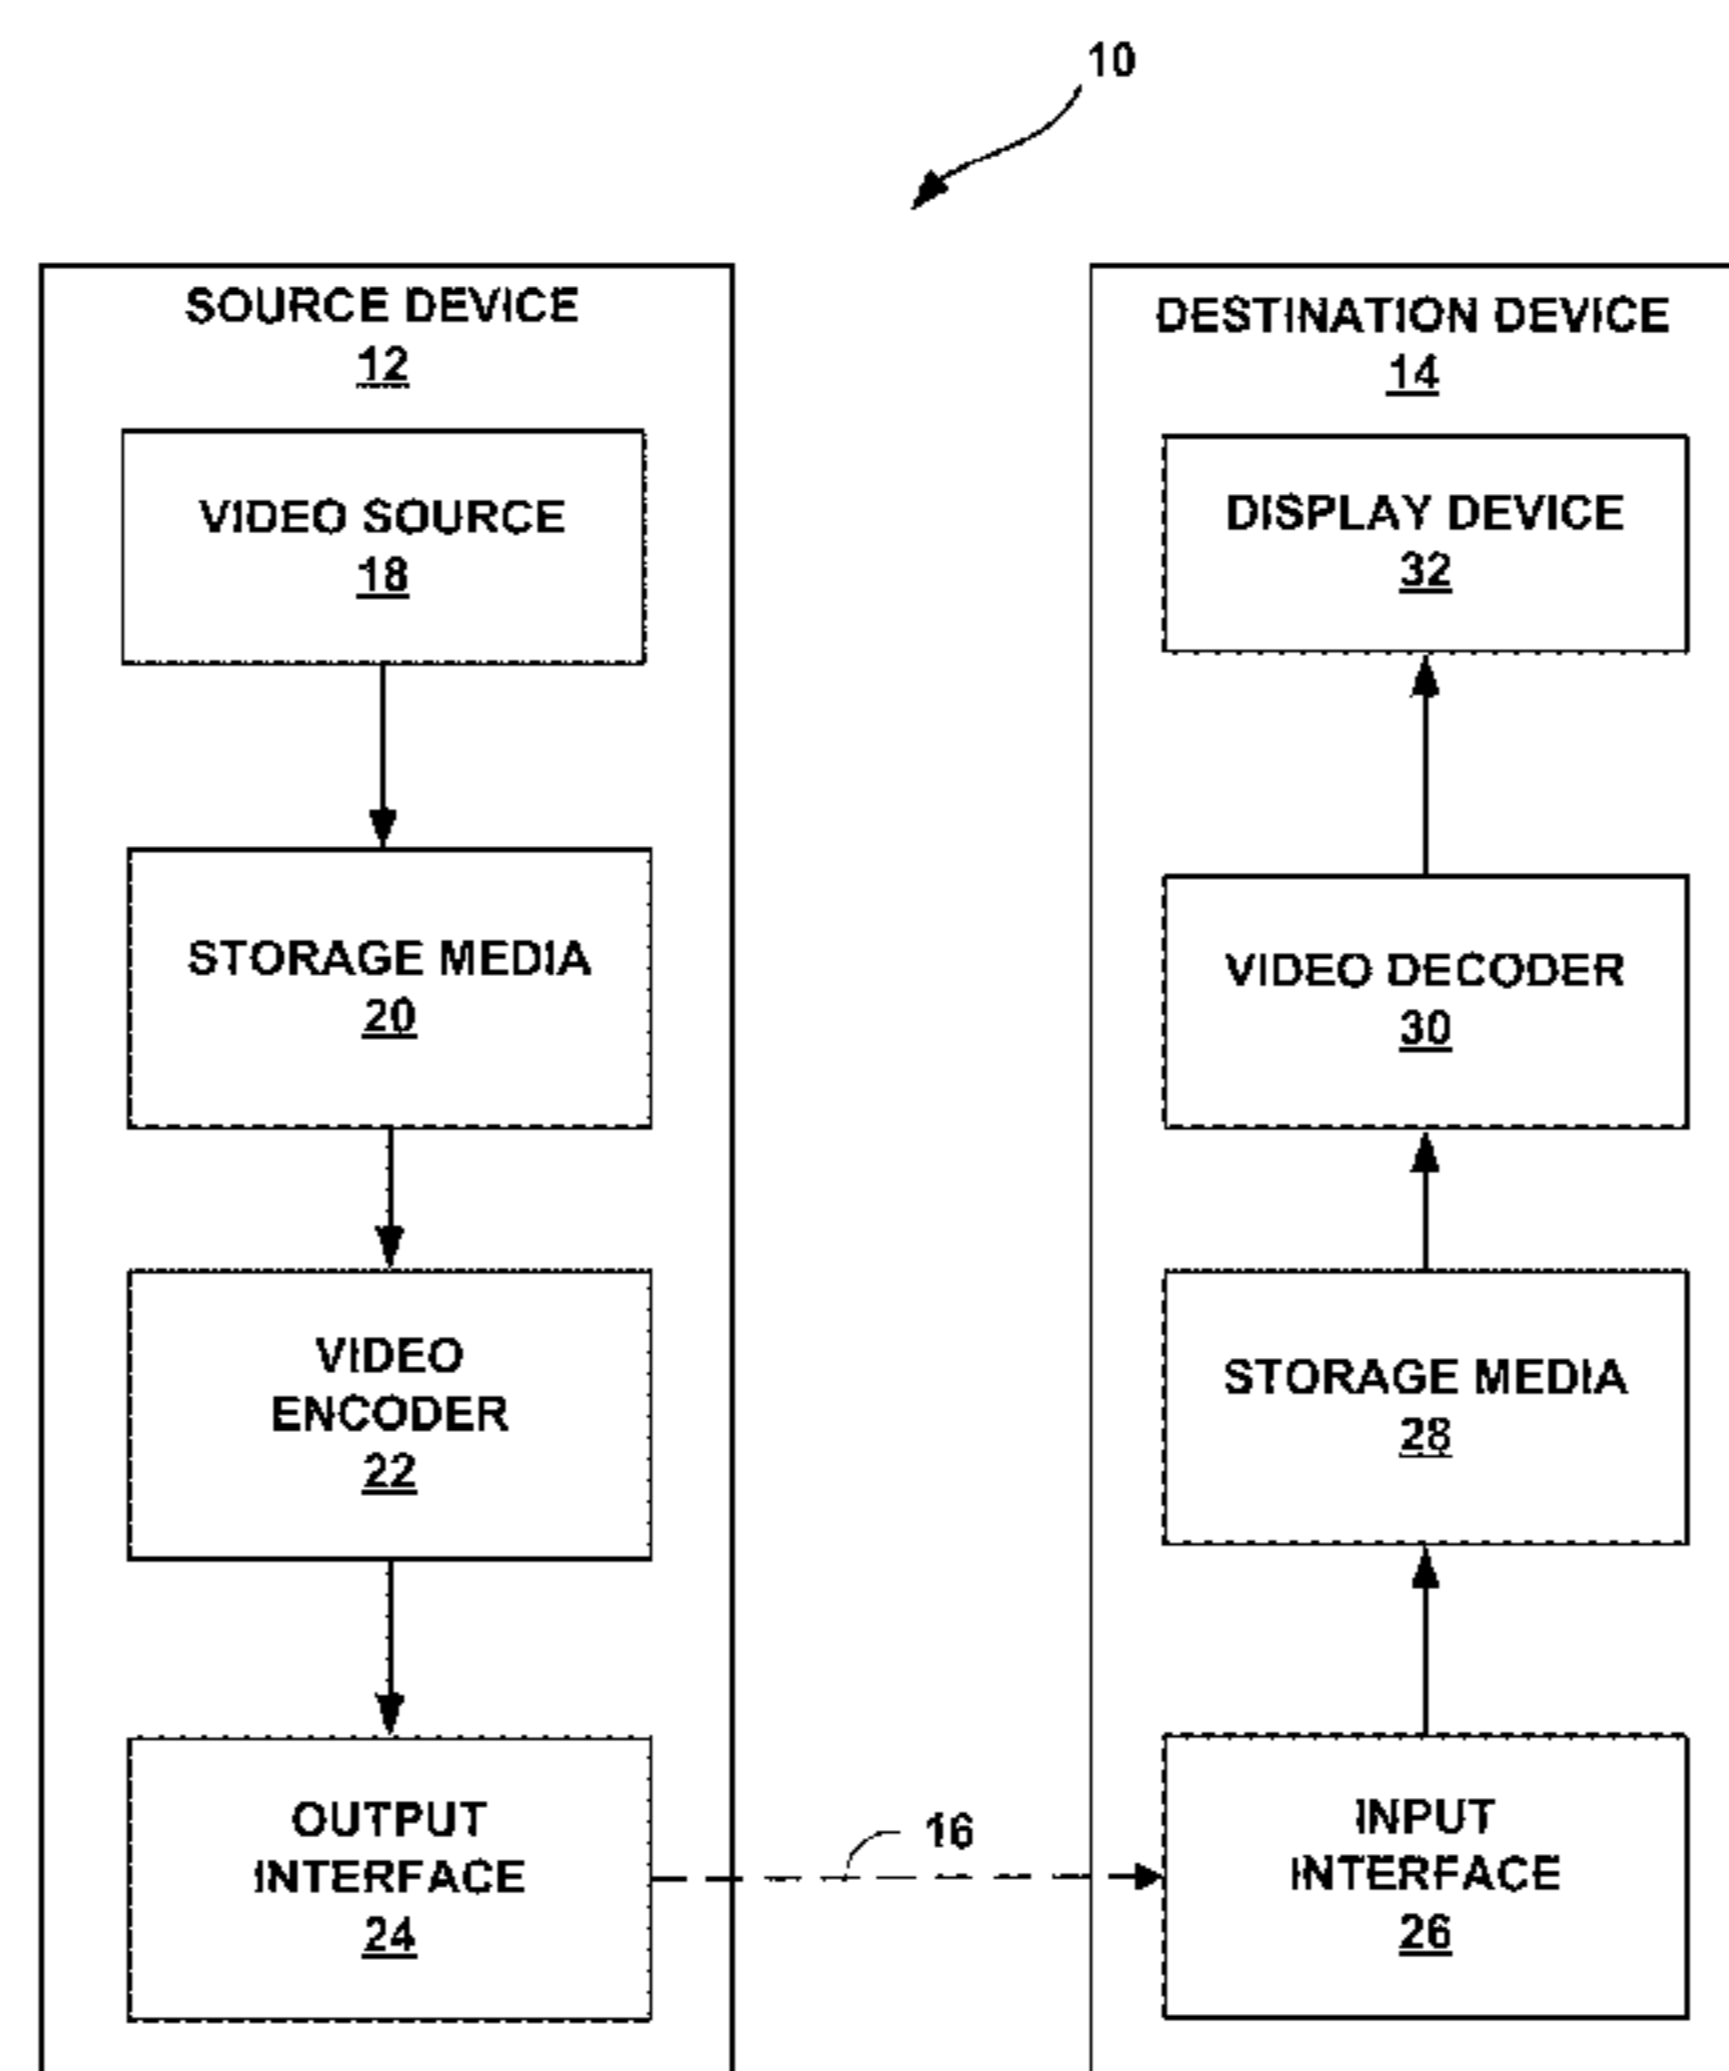 10
SOURCE DEVICE
12
VIDEO SOURCE
18
STORAGE MEDIA
20
VIDEO
ENCODER
22
OUTPUT
INTERFACE
24
16
DESTINATION DEVICE
14
DISPLAY DEVICE
32
VIDEO DECODER
30
STORAGE MEDIA
28
INPUT
INTERFACE
26